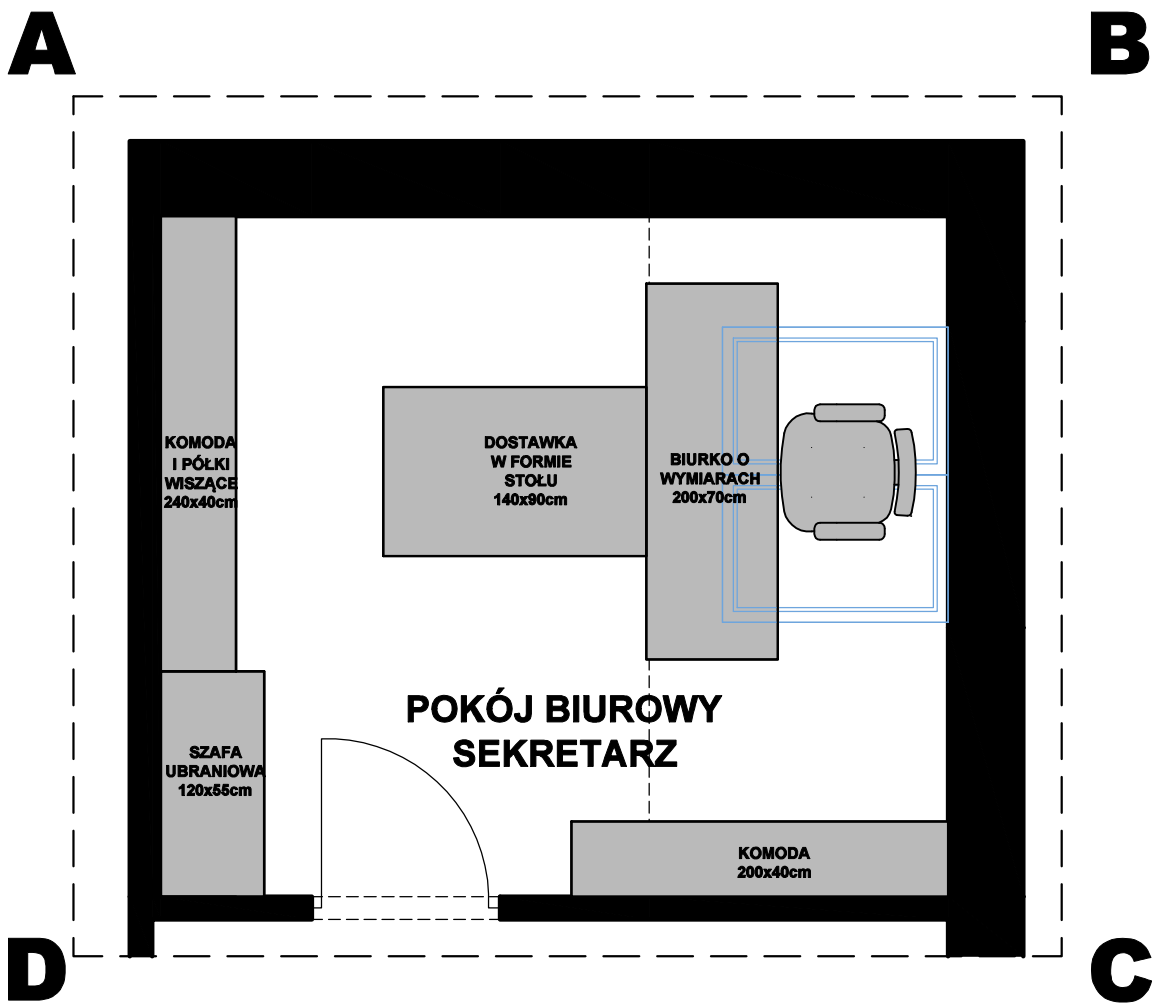 A
B
KOMODA
I PÓŁKI
WISZĄCE
240x40cm
DOSTAWKA
W FORMIE
STOŁU
140x90cm
BIURKO O
WYMIARACH
200x70cm
POKÓJ BIUROWY
SEKRETARZ
SZAFA
UBRANIOWA
120x55cm
KOMODA
200x40cm
D
C